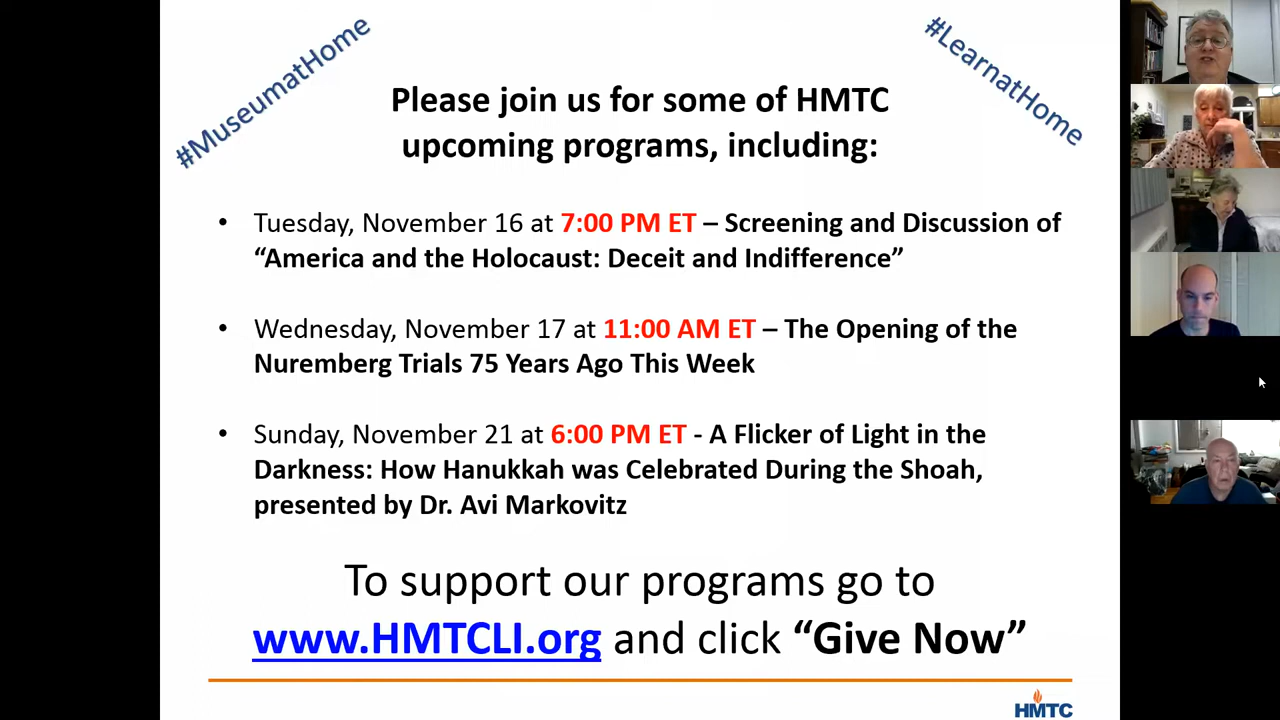 #MuseumatHome
#LearnatHome
Please join us for some of HMTC
upcoming programs, including:
• Tuesday, November 16 at 7:00 PM ET – Screening and Discussion of
“America and the Holocaust: Deceit and Indifference”
• Wednesday, November 17 at 11:00 AM ET – The Opening of the
Nuremberg Trials 75 Years Ago This Week
• Sunday, November 21 at 6:00 PM ET - A Flicker of Light in the
Darkness: How Hanukkah was Celebrated During the Shoah,
presented by Dr. Avi Markovitz
To support our programs go to
www.HMTCLI.org and click “Give Now”
HMTC